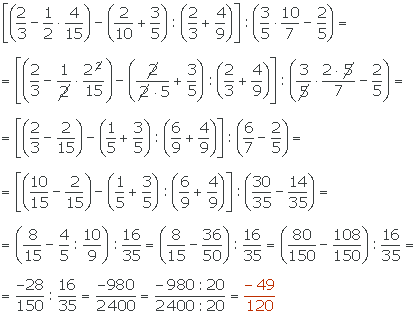 [(2/3 − 1/2 · 4/15) − (2/10 + 3/5) : (2/3 + 4/9)] : (3/5 · 10/7 − 2/5) =
= [(2/3 − 1/2 · 2²/15) − (2/(2 · 5) + 3/5) : (2/3 + 4/9)] : (3/5 · (2 · 5)/7 − 2/5) =
= [(2/3 − 2/15) − (1/5 + 3/5) : (6/9 + 4/9)] : (6/7 − 2/5) =
= [(10/15 − 2/15) − (1/5 + 3/5) : (6/9 + 4/9)] : (30/35 − 14/35) =
= (8/15 − 4/5 : 10/9) : 16/35 = (8/15 − 36/50) : 16/35 = (80/150 − 108/150) : 16/35 =
= −28/150 : 16/35 = −980/2400 = (−980 : 20)/(2400 : 20) = −49/120